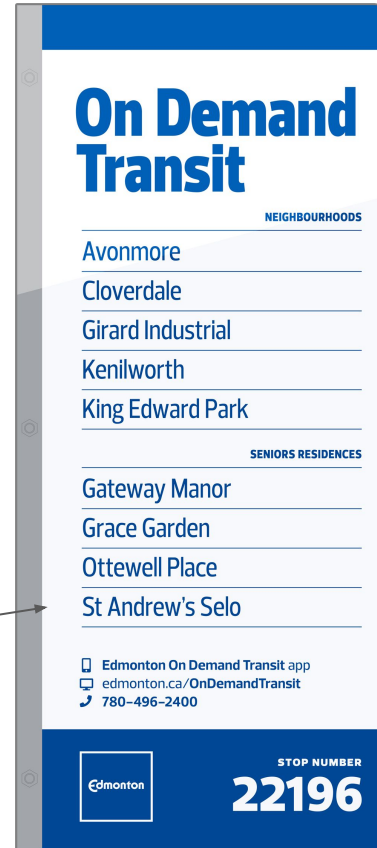 On Demand
Transit
NEIGHBOURHOODS
Avonmore
Cloverdale
Girard Industrial
Kenilworth
King Edward Park
SENIORS RESIDENCES
Gateway Manor
Grace Garden
Ottewell Place
St Andrew's Selo
Edmonton On Demand Transit app
edmonton.ca/OnDemandTransit
780-496-2400
Edmonton
STOP NUMBER
22196